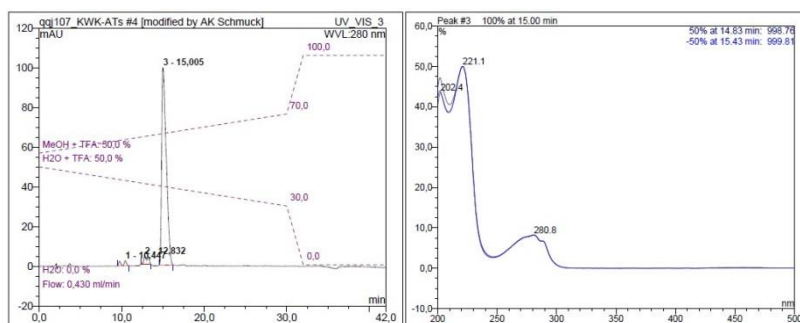 qqj107_KWK-ATs #4 [modified by AK Schmuck]
UV_VIS_3
mAU
WVL:280 nm
120
100
80
60
40
20
0
-20
3 - 15,005
100,0
70,0
MeOH + TFA: 50,0 %
H2O + TFA: 50,0 %
30,0
2 - 12,832
1 - 10,447
0,0
H2O: 0,0 %
Flow: 0,430 ml/min
min
0,0
10,0
20,0
30,0
42,0
Peak #3
100% at 15.00 min
%
50% at 14.83 min: 998.76
-50% at 15.43 min: 999.81
60,0
50,0
40,0
30,0
20,0
10,0
0,0
-10,0
202.4
221.1
280.8
nm
200
250
300
350
400
450
500